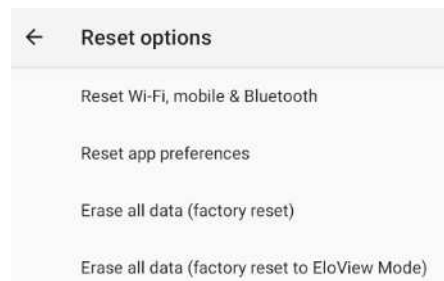 Reset options
Reset Wi-Fi, mobile & Bluetooth
Reset app preferences
Erase all data (factory reset)
Erase all data (factory reset to EloView Mode)